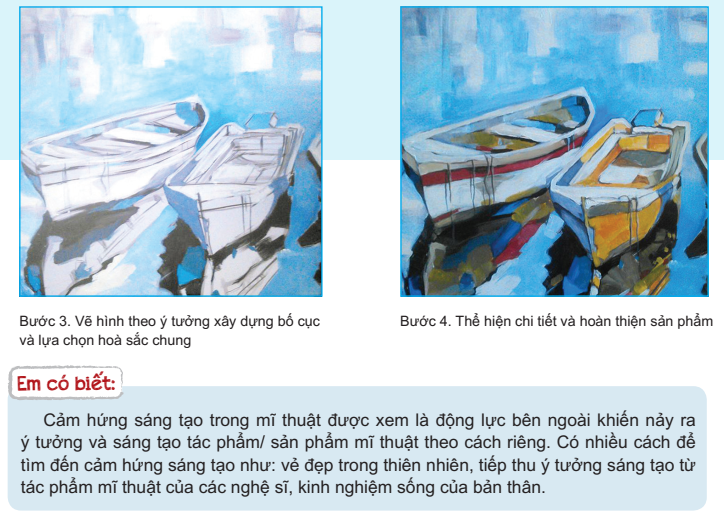 Bước 3. Vẽ hình theo ý tưởng xây dựng bố cục
và lựa chọn hoà sắc chung
Bước 4. Thể hiện chi tiết và hoàn thiện sản phẩm
Em có biết:
Cảm hứng sáng tạo trong mĩ thuật được xem là động lực bên ngoài khiến nảy ra
ý tưởng và sáng tạo tác phẩm/ sản phẩm mĩ thuật theo cách riêng. Có nhiều cách để
tìm đến cảm hứng sáng tạo như: vẻ đẹp trong thiên nhiên, tiếp thu ý tưởng sáng tạo từ
tác phẩm mĩ thuật của các nghệ sĩ, kinh nghiệm sống của bản thân.